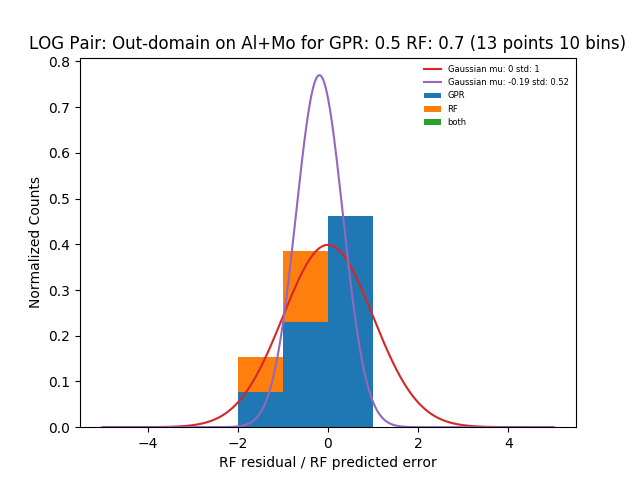 LOG Pair: Out-domain on Al+Mo for GPR: 0.5 RF: 0.7 (13 points 10 bins)
Gaussian mu: 0 std: 1
Gaussian mu: -0.19 std: 0.52
GPR
RF
both
0.8
0.7
0.6
0.5
0.4
0.3
0.2
0.1
0.0
Normalized Counts
−4 −2 0 2 4
RF residual / RF predicted error